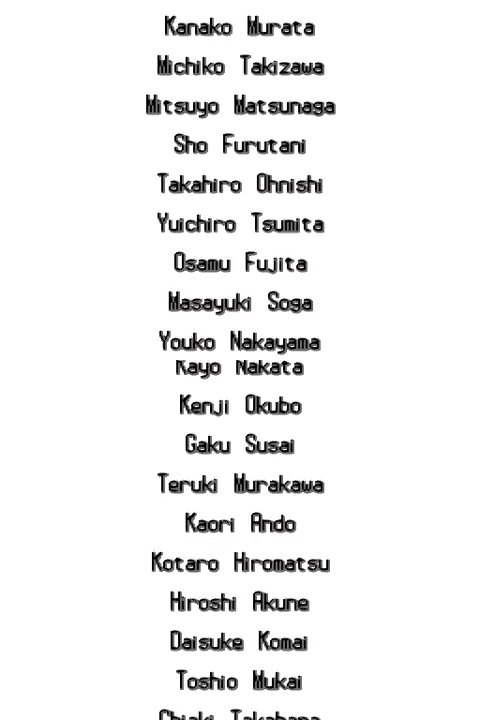 Kanako Murata
Michiko Takizawa
Mitsuyo Matsunaga
Sho Furutani
Takahiro Ohnishi
Yuichiro Tsumita
Osamu Fujita
Masayuki Soga
Youko Nakayama
Kayo Nakata
Kenji Okubo
Gaku Susai
Teruki Murakawa
Kaori Ando
Kotaro Hiromatsu
Hiroshi Akune
Daisuke Komai
Toshio Mukai
Chiaki